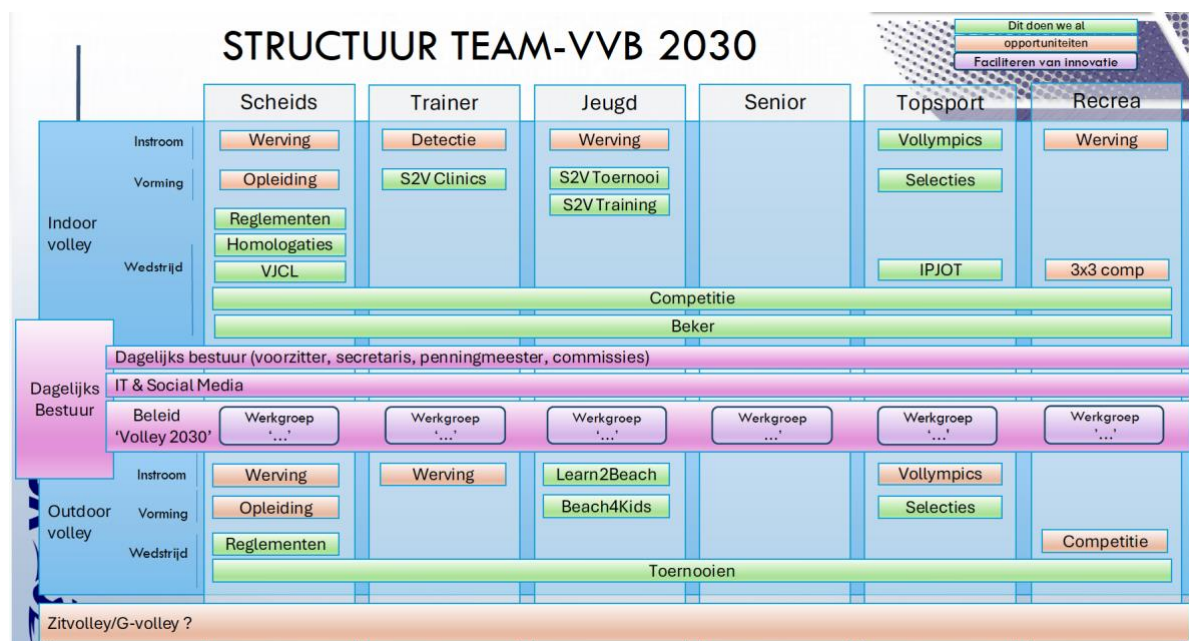 STRUCTUUR TEAM-VVB 2030
Dit doen we al
opportuniteiten
Faciliteren van innovatie
Scheids Trainer Jeugd Senior Topsport Recrea
Indoor
volley
Instroom Werving Detectie Werving Vollympics Werving
Vorming Opleiding S2V Clinics S2V Toernooi Selecties
S2V Training
Reglementen
Homologaties
Wedstrijd VJCL IPJOT 3x3 comp
Competitie
Beker
Dagelijks
Bestuur
Dagelijks bestuur (voorzitter, secretaris, penningmeester, commissies)
IT & Social Media
Beleid
‘Volley 2030’
Werkgroep Werkgroep Werkgroep Werkgroep Werkgroep Werkgroep
‘...’ ‘...’ ‘...’ ‘...’ ‘...’ ‘...’
Outdoor
volley
Instroom Werving Werving Learn2Beach Vollympics
Vorming Opleiding Beach4Kids Selecties
Wedstrijd Reglementen Competitie
Toernooien
Zitvolley/G-volley ?